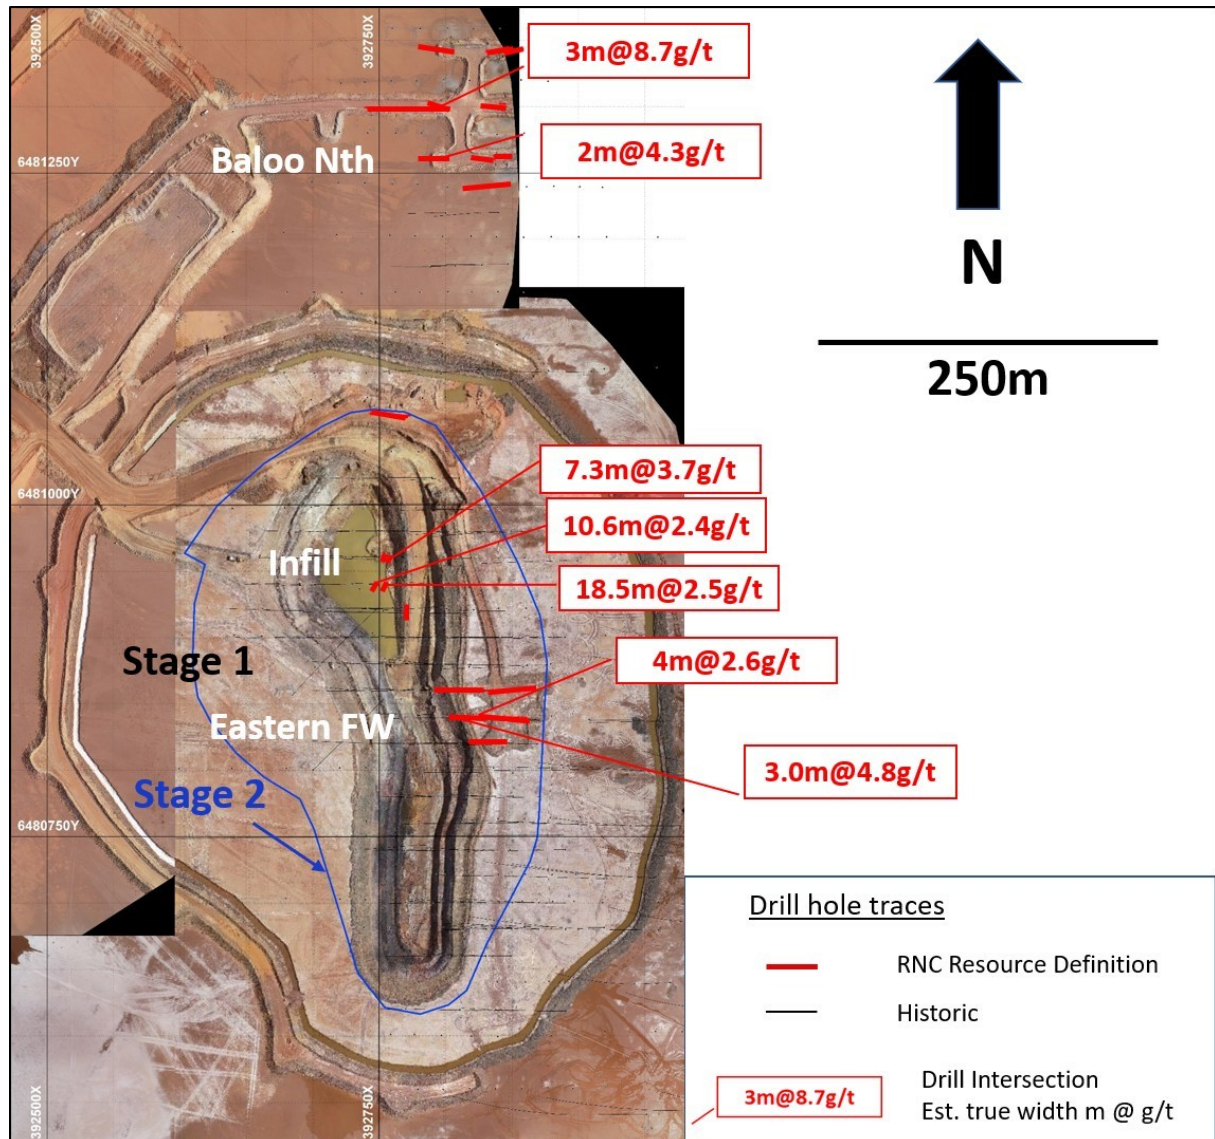 392500X
392750X
3m@8.7g/t
6481250Y
Baloo Nth
2m@4.3g/t
N
250m
7.3m@3.7g/t
6481000Y
10.6m@2.4g/t
Infill
18.5m@2.5g/t
Stage 1
4m@2.6g/t
Eastern FW
3.0m@4.8g/t
Stage 2
6480750Y
Drill hole traces
RNC Resource Definition
Historic
3m@8.7g/t
Drill Intersection
Est. true width m @ g/t
392500X
392750X